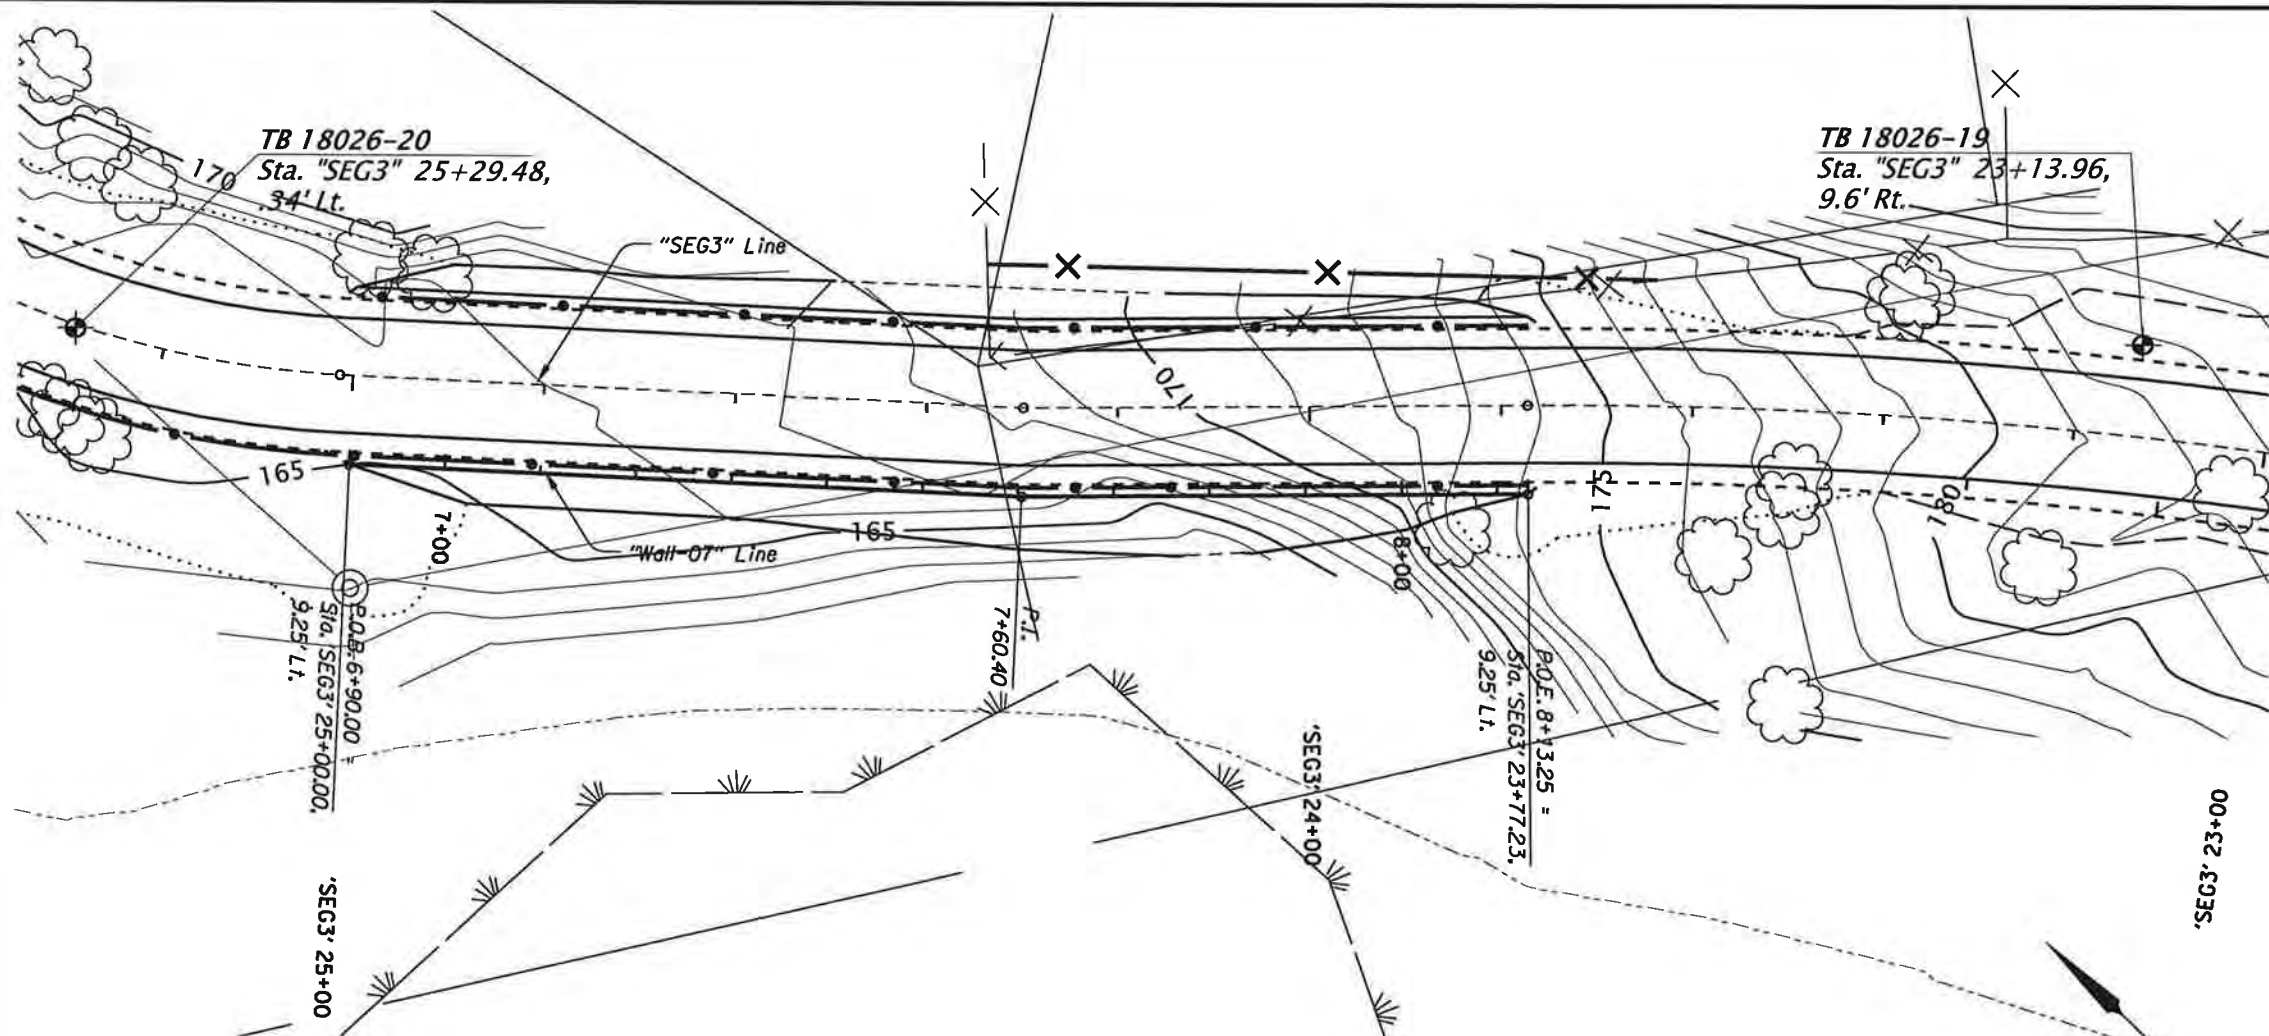 TB 18026-20
Sta. "SEG3" 25+29.48,
.34' Lt.
170
"SEG3" Line
TB 18026-19
Sta. "SEG3" 23+13.96,
9.6' Rt.
170
165
7+00
165
"Wall-07" Line
8+00
175
180
P.O.B. 6+90.00 =
Sta. 'SEG3' 25+00.00,
9.25' Lt.
P.I.
7+60.40
P.O.E. 8+13.25 =
Sta. 'SEG3' 23+77.23,
9.25' Lt.
'SEG3' 25+00
'SEG3' 24+00
'SEG3' 23+00